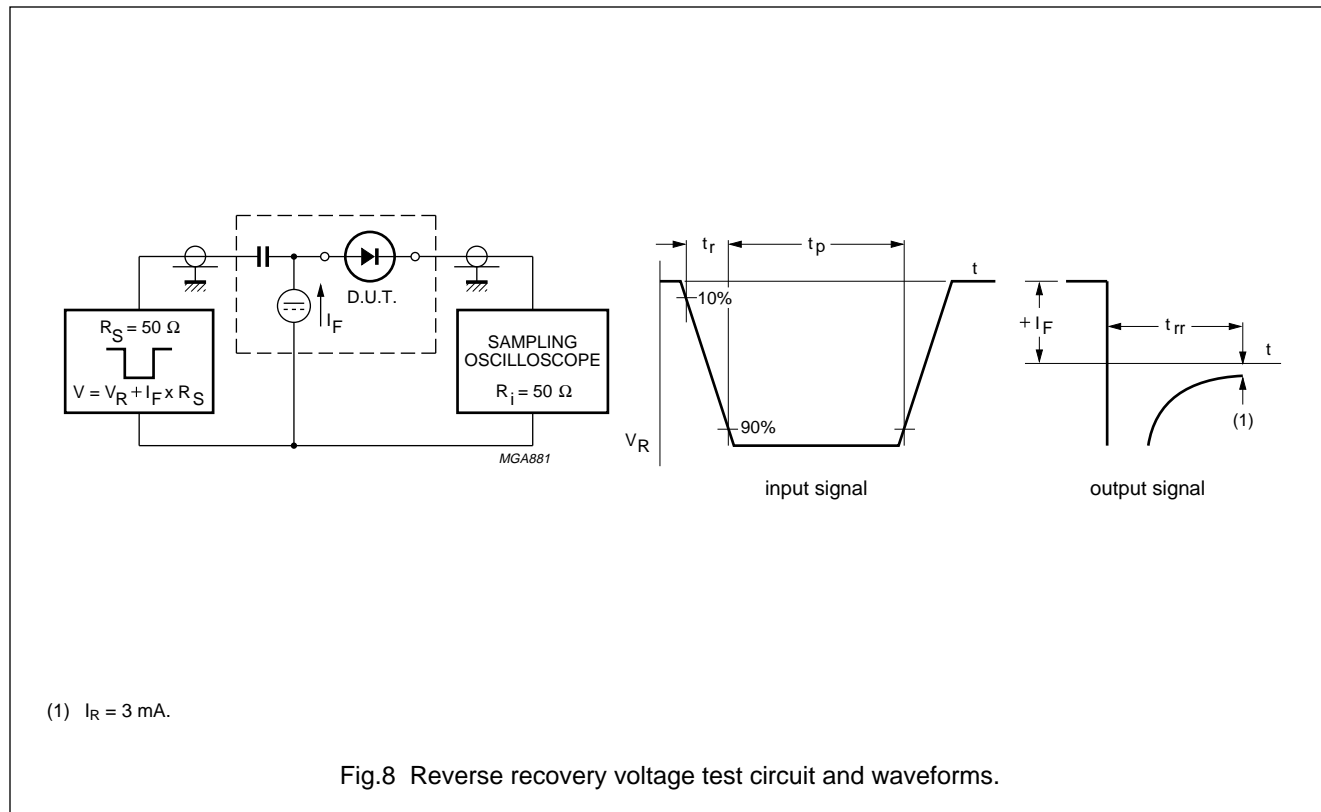 R_S = 50 Ω
V = V_R + I_F x R_S
I_F
D.U.T.
SAMPLING
OSCILLOSCOPE
R_i = 50 Ω
MGA881
t_r
t_p
t
10%
90%
V_R
input signal
+ I_F
t_rr
t
(1)
output signal
(1) I_R = 3 mA.
Fig.8 Reverse recovery voltage test circuit and waveforms.